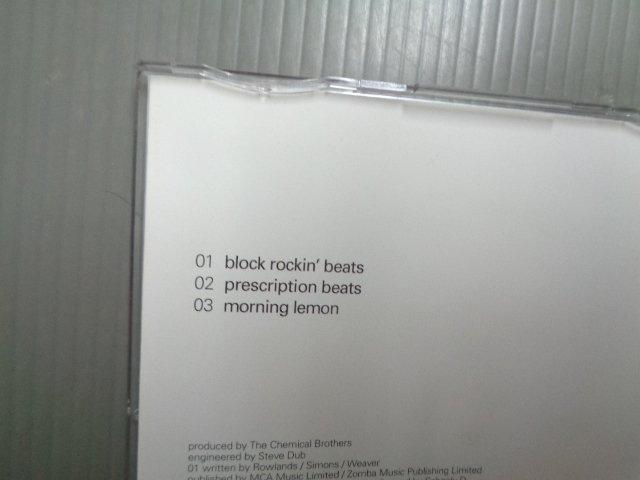 01 block rockin' beats
02 prescription beats
03 morning lemon
produced by The Chemical Brothers
engineered by Steve Dub
01 written by Rowlands / Simons / Weaver
published by MCA Music Limited / Zomba Music Publishing Limited